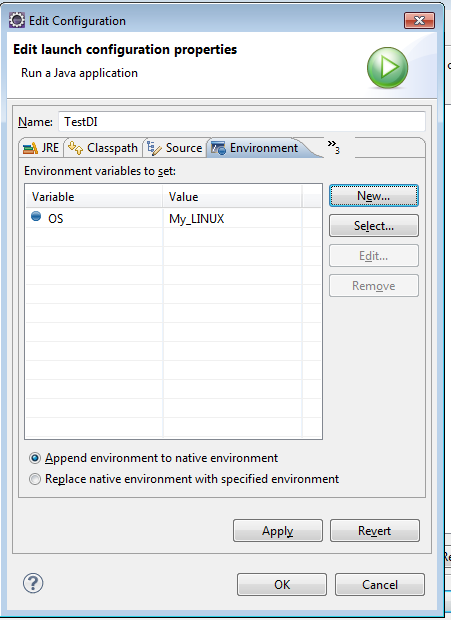 Edit Configuration
Edit launch configuration properties
Run a Java application
Name: TestDI
JRE Classpath Source Environment »3
Environment variables to set:
Variable Value
OS My_LINUX
New...
Select...
Edit...
Remove
Append environment to native environment
Replace native environment with specified environment
Apply Revert
? OK Cancel